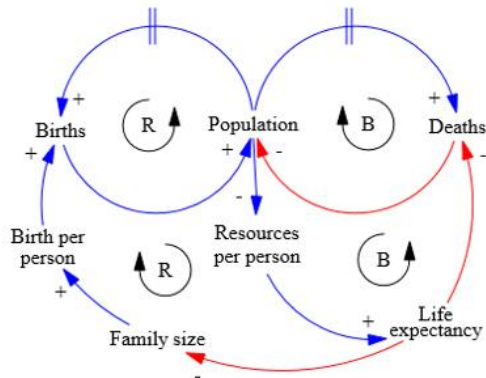 +
R
B
+
Births
Population
Deaths
+
+
-
-
-
Birth per
person
Resources
per person
R
B
+
+
Life
expectancy
Family size
-